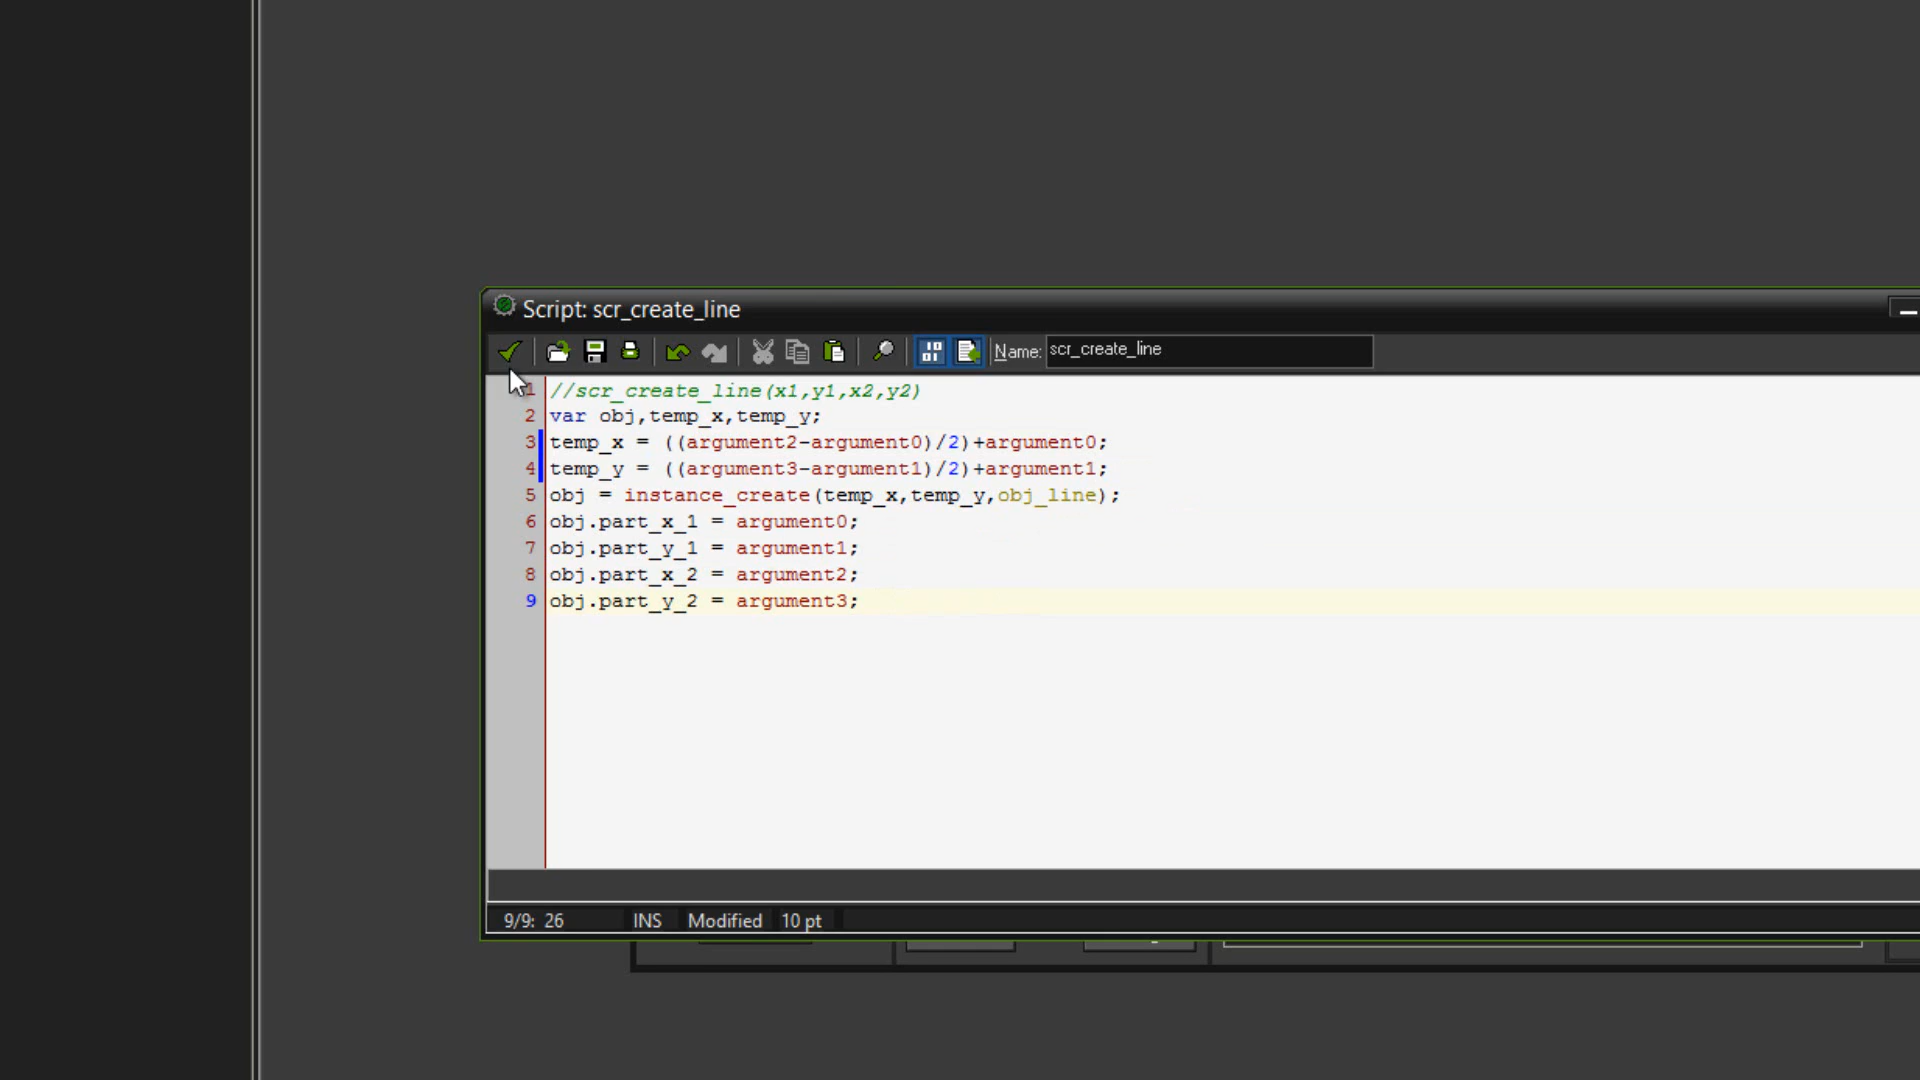 Script: scr_create_line
Name: scr_create_line
1 //scr_create_line(x1,y1,x2,y2)
2 var obj,temp_x,temp_y;
3 temp_x = ((argument2-argument0)/2)+argument0;
4 temp_y = ((argument3-argument1)/2)+argument1;
5 obj = instance_create(temp_x,temp_y,obj_line);
6 obj.part_x_1 = argument0;
7 obj.part_y_1 = argument1;
8 obj.part_x_2 = argument2;
9 obj.part_y_2 = argument3;
9/9: 26 INS Modified 10 pt